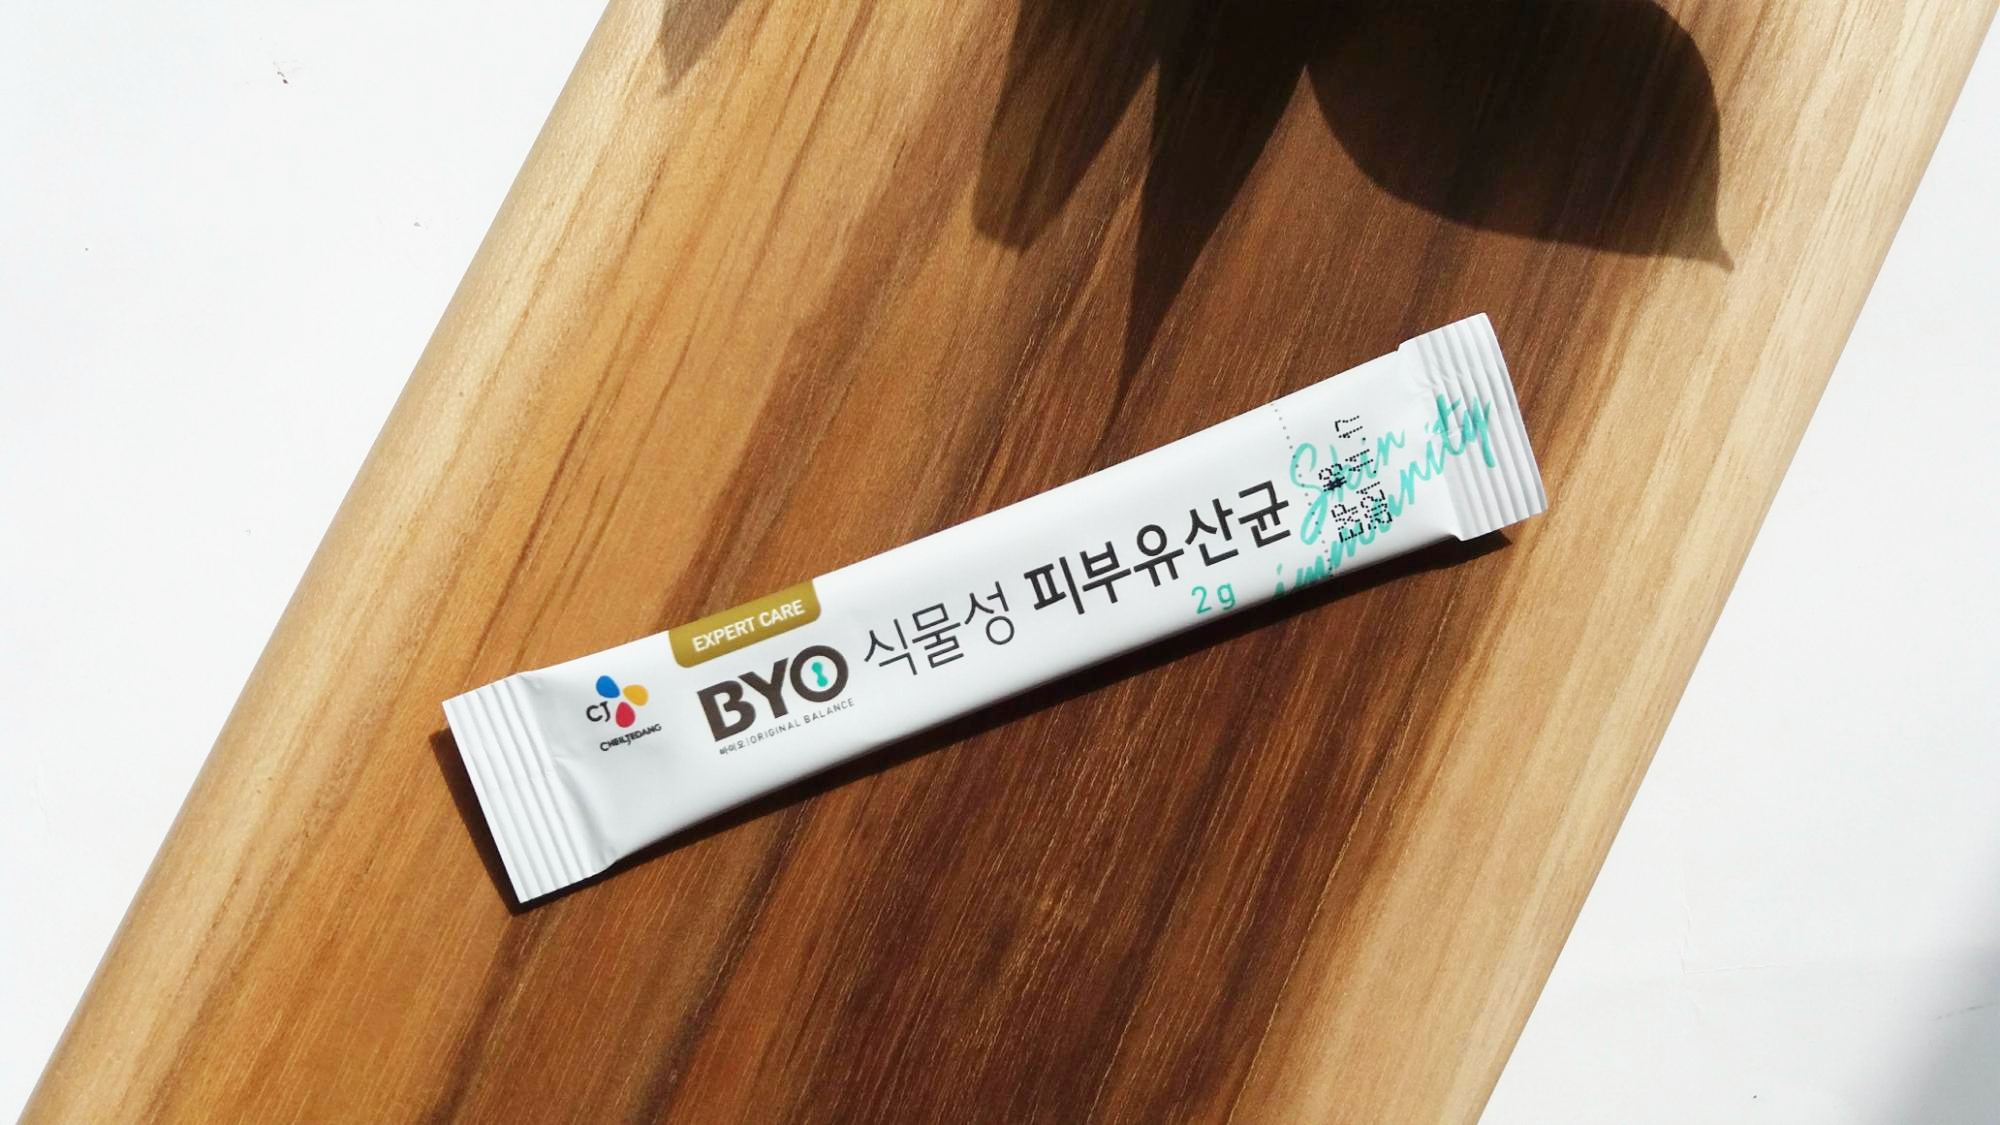 CJ
CHEILJEDANG
EXPERT CARE
BYO
바이오 | ORIGINAL BALANCE
식물성 피부유산균
2g
Skin
immunity